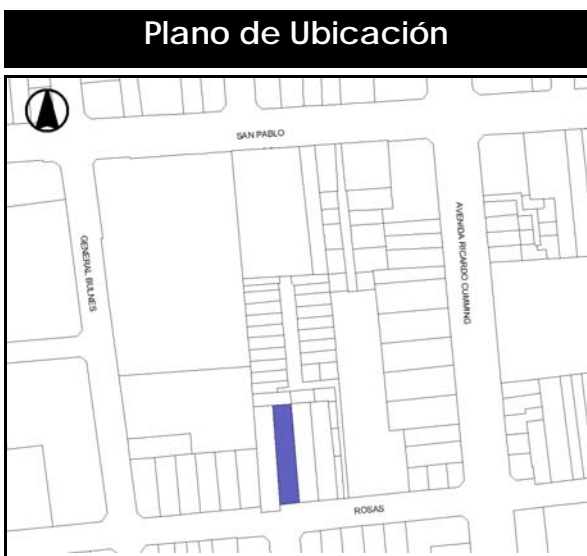 Plano de Ubicación
SAN PABLO
GENERAL BULNES
AVENIDA RICARDO CUMMING
ROSAS